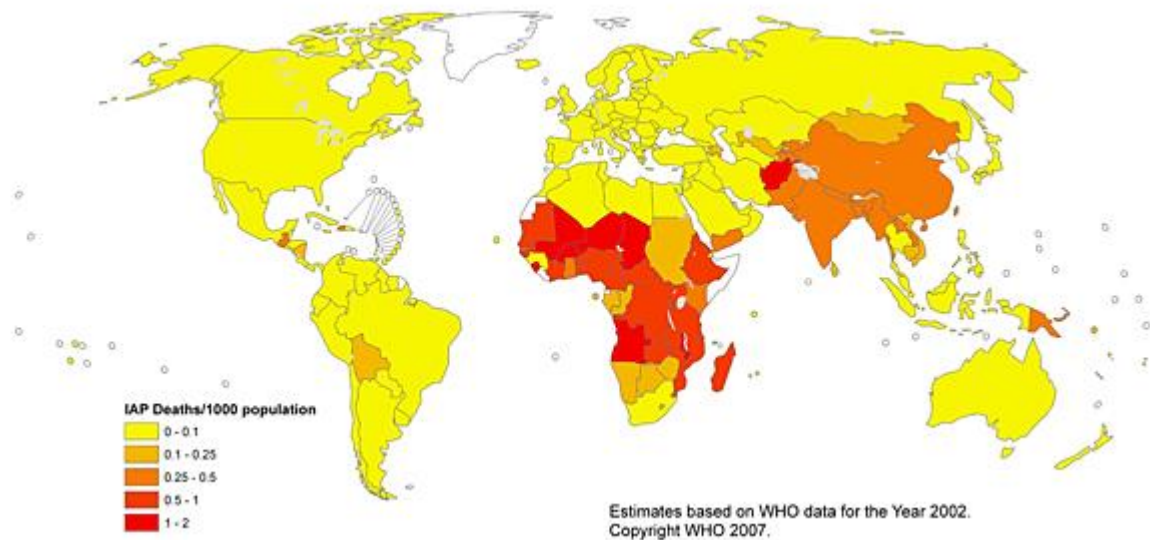 IAP Deaths/1000 population
0 - 0.1
0.1 - 0.25
0.25 - 0.5
0.5 - 1
1 - 2
Estimates based on WHO data for the Year 2002.
Copyright WHO 2007.